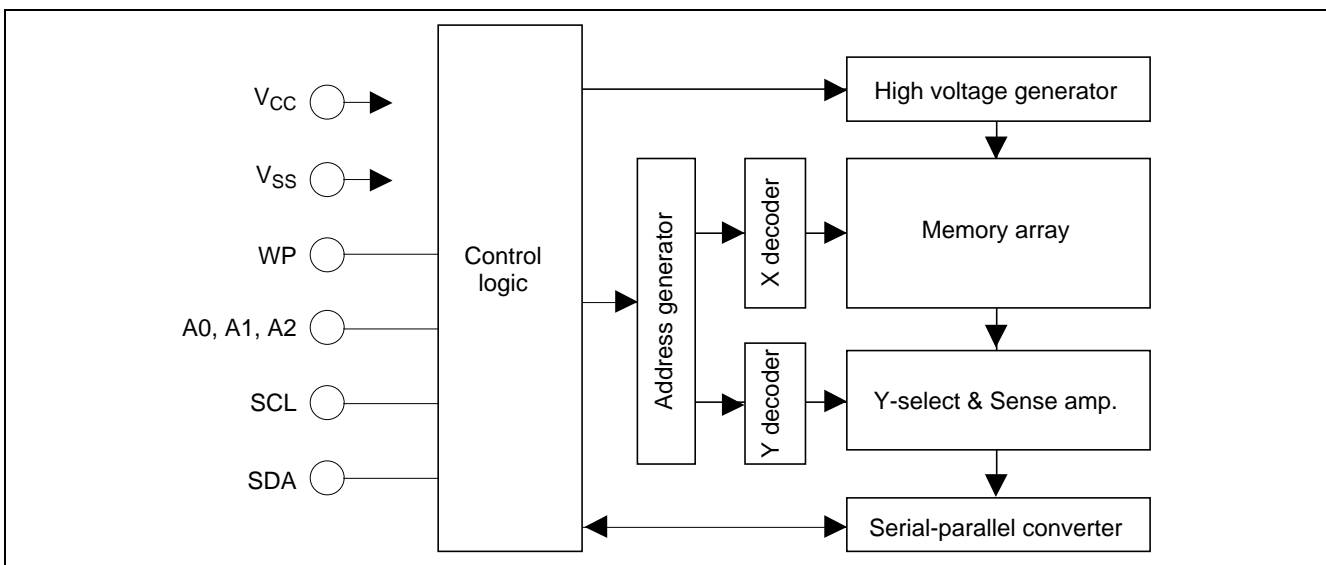 VCC
VSS
WP
A0, A1, A2
SCL
SDA
Control
logic
Address generator
X decoder
Y decoder
High voltage generator
Memory array
Y-select & Sense amp.
Serial-parallel converter